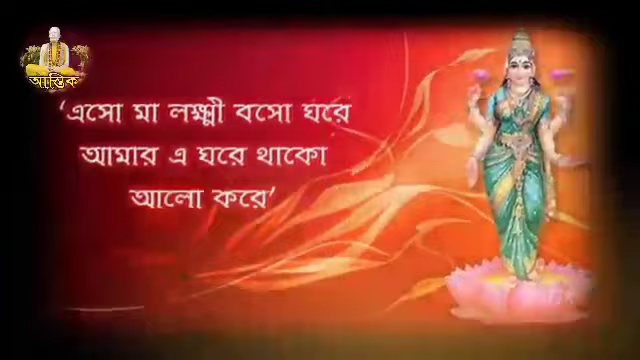 আস্তিক
‘এসো মা লক্ষ্মী বসো ঘরে
আমার এ ঘরে থাকো
আলো করে’